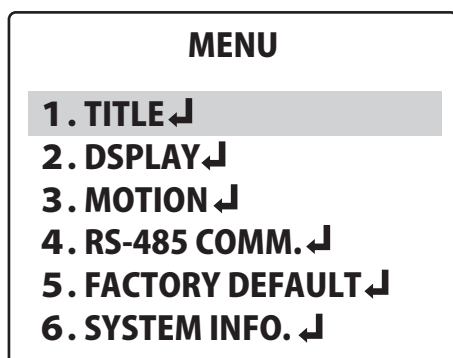 MENU
1. TITLE↲
2. DSPLAY↲
3. MOTION↲
4. RS-485 COMM.↲
5. FACTORY DEFAULT↲
6. SYSTEM INFO.↲